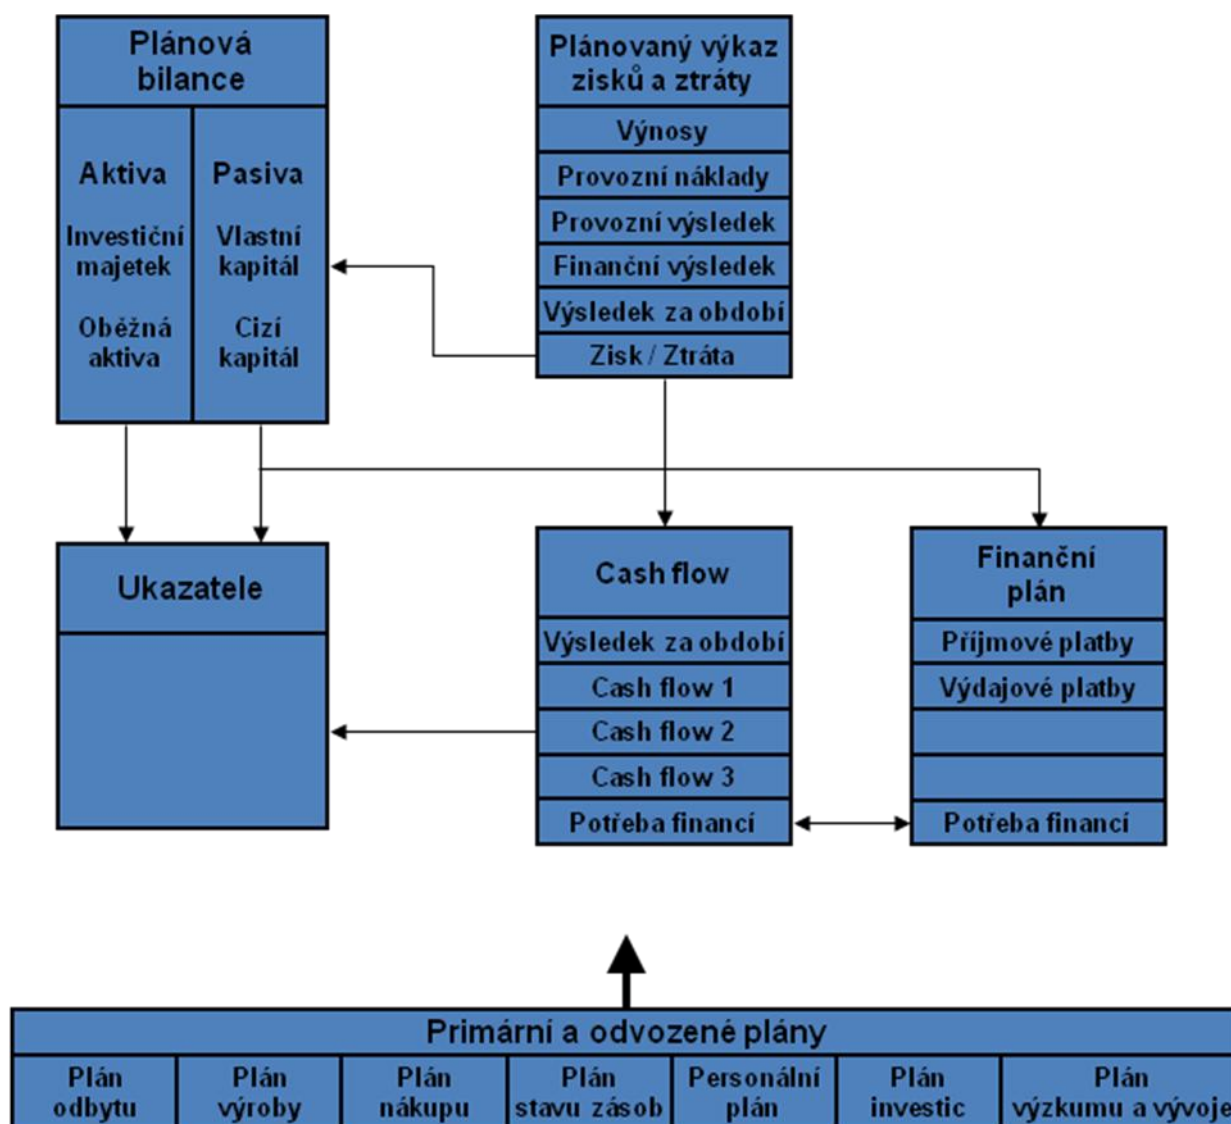 Plánová
bilance
Aktiva
Investiční
majetek
Oběžná
aktiva
Pasiva
Vlastní
kapitál
Cizí
kapitál
Plánovaný výkaz
zisků a ztráty
Výnosy
Provozní náklady
Provozní výsledek
Finanční výsledek
Výsledek za období
Zisk / Ztráta
Ukazatele
Cash flow
Výsledek za období
Cash flow 1
Cash flow 2
Cash flow 3
Potřeba financí
Finanční
plán
Příjmové platby
Výdajové platby
Potřeba financí
Primární a odvozené plány
Plán
odbytu
Plán
výroby
Plán
nákupu
Plán
stavu zásob
Personální
plán
Plán
investic
Plán
výzkumu a vývoje